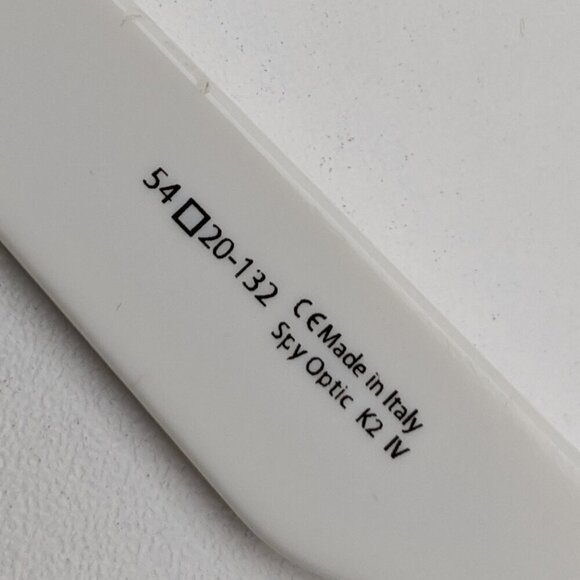 54□20-132
CE Made in Italy
Spy Optic K2 IV